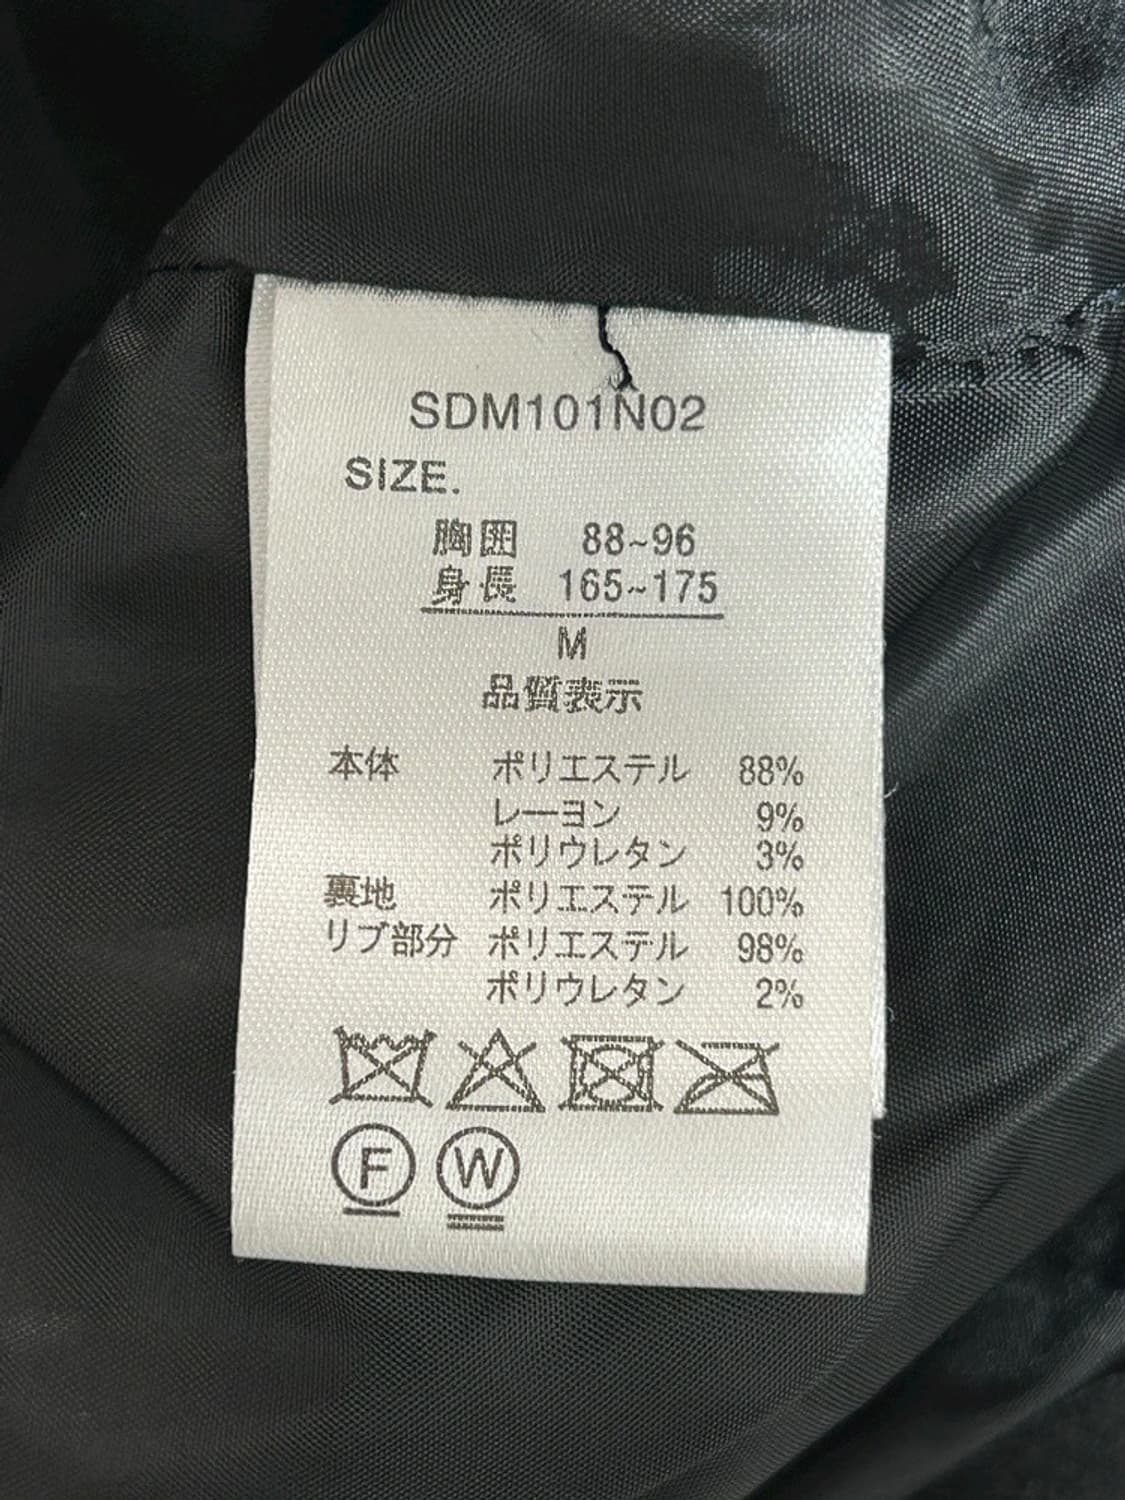 SDM101N02
SIZE.
胸囲 88~96
身長 165~175
M
品質表示
本体 ポリエステル 88%
レーヨン 9%
ポリウレタン 3%
裏地 ポリエステル 100%
リブ部分 ポリエステル 98%
ポリウレタン 2%
F W